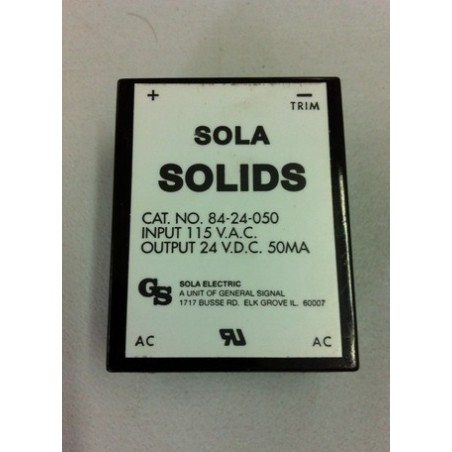 + −
TRIM
SOLA
SOLIDS
CAT. NO. 84-24-050
INPUT 115 V.A.C.
OUTPUT 24 V.D.C. 50MA
GS
SOLA ELECTRIC
A UNIT OF GENERAL SIGNAL
1717 BUSSE RD. ELK GROVE IL. 60007
AC UR AC